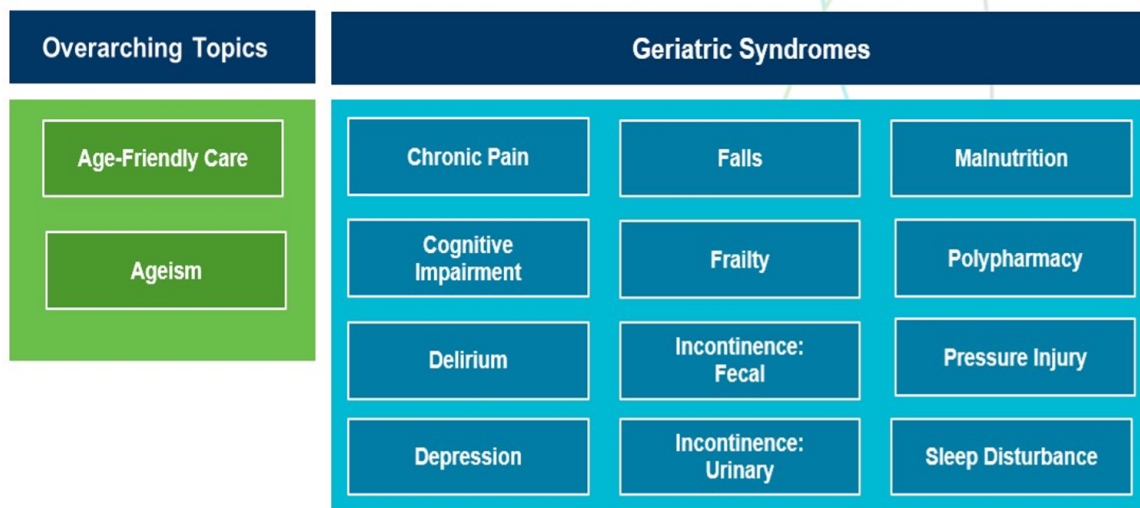 Overarching Topics
Age-Friendly Care
Ageism
Geriatric Syndromes
Chronic Pain
Falls
Malnutrition
Cognitive
Impairment
Frailty
Polypharmacy
Delirium
Incontinence:
Fecal
Pressure Injury
Depression
Incontinence:
Urinary
Sleep Disturbance